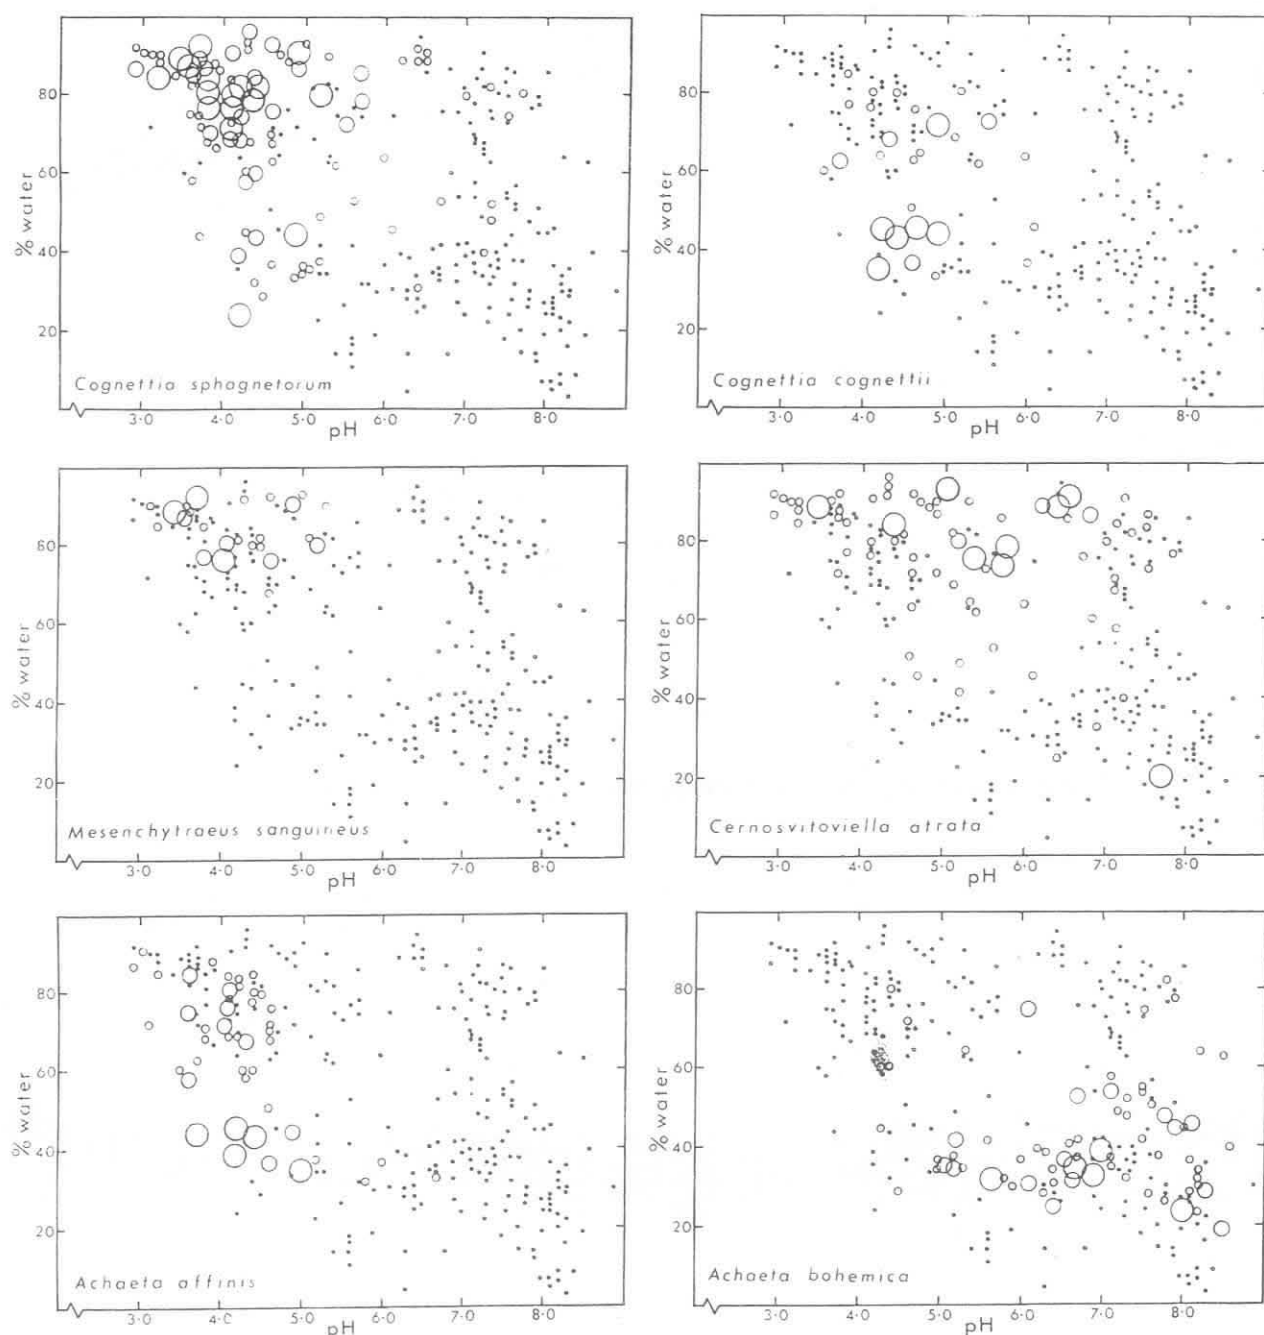 80
60
40
20
% water
Cognettia sphagnetorum
3·0 4·0 5·0 6·0 7·0 8·0
pH
80
60
40
20
% water
Cognettia cognettii
3·0 4·0 5·0 6·0 7·0 8·0
pH
80
60
40
20
% water
Mesenchytraeus sanguineus
3·0 4·0 5·0 6·0 7·0 8·0
pH
80
60
40
20
% water
Cernosvitoviella atrata
3·0 4·0 5·0 6·0 7·0 8·0
pH
80
60
40
20
% water
Achaeta affinis
3·0 4·0 5·0 6·0 7·0 8·0
pH
80
60
40
20
% water
Achaeta bohemica
3·0 4·0 5·0 6·0 7·0 8·0
pH